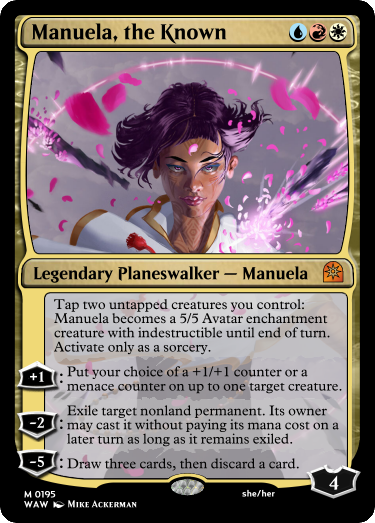 Manuela, the Known
Legendary Planeswalker — Manuela
Tap two untapped creatures you control:
Manuela becomes a 5/5 Avatar enchantment
creature with indestructible until end of turn.
Activate only as a sorcery.
+1: Put your choice of a +1/+1 counter or a
menace counter on up to one target creature.
-2: Exile target nonland permanent. Its owner
may cast it without paying its mana cost on a
later turn as long as it remains exiled.
-5: Draw three cards, then discard a card.
4
M 0195
she/her
WAW Mike Ackerman